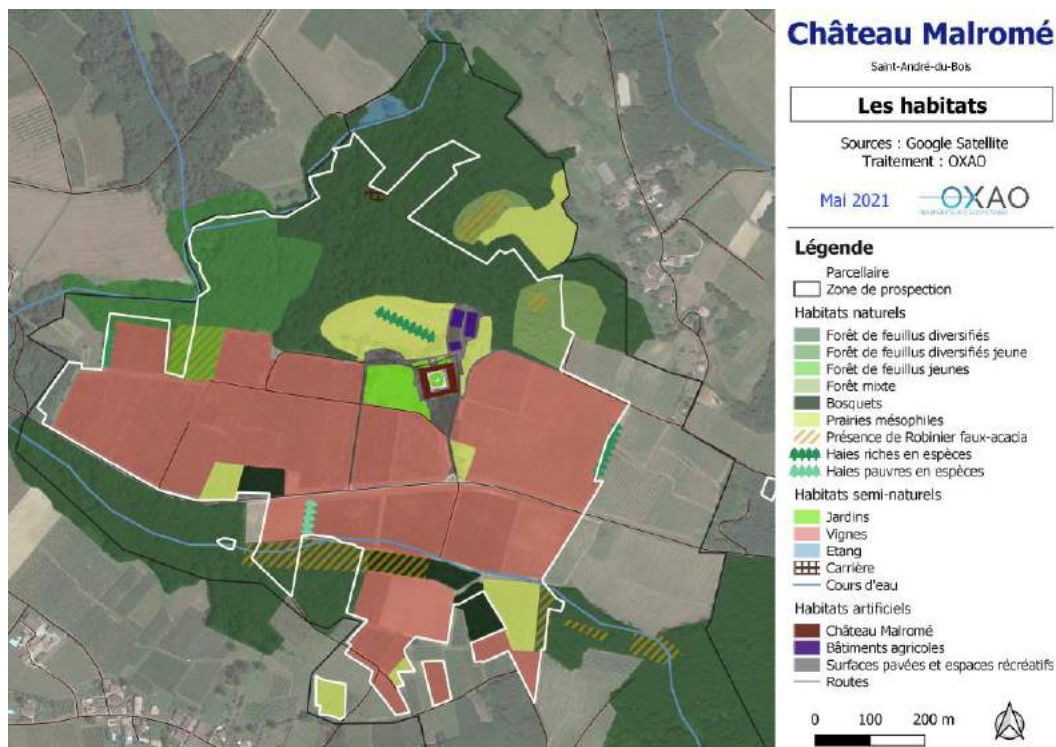 Château Malromé
Saint-André-du-Bois
Les habitats
Sources : Google Satellite
Traitement : OXAO
Mai 2021
OXAO
Légende
Parcellaire
Zone de prospection
Habitats naturels
Forêt de feuillus diversifiés
Forêt de feuillus diversifiés jeune
Forêt de feuillus jeunes
Forêt mixte
Bosquets
Prairies mésophiles
Présence de Robinier faux-acacia
Haies riches en espèces
Haies pauvres en espèces
Habitats semi-naturels
Jardins
Vignes
Etang
Carrière
Cours d'eau
Habitats artificiels
Château Malromé
Bâtiments agricoles
Surfaces pavées et espaces récréatifs
Routes
0 100 200 m